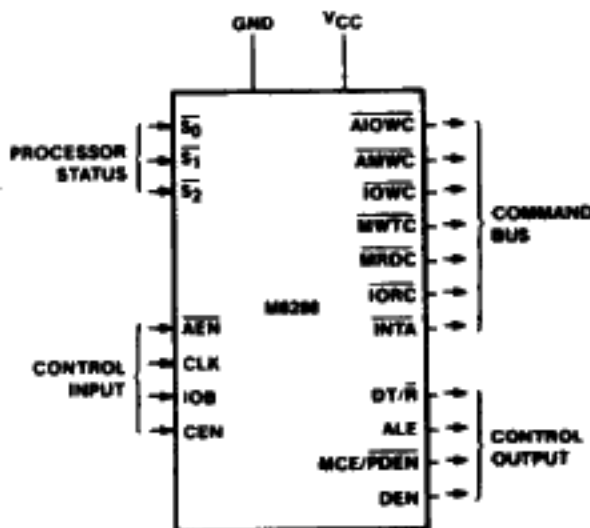 GND
VCC
PROCESSOR
STATUS
S0
S1
S2
AIOWC
AMWC
IOWC
MWTC
MRDC
IORC
INTA
COMMAND
BUS
M8288
CONTROL
INPUT
AEN
CLK
IOB
CEN
DT/R
ALE
MCE/PDEN
DEN
CONTROL
OUTPUT